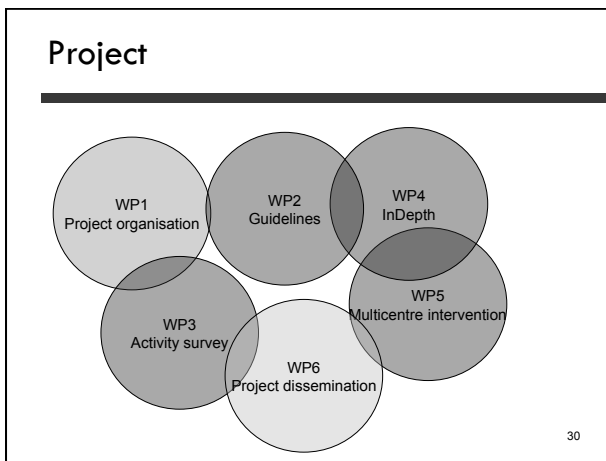 Project
WP1
Project organisation
WP2
Guidelines
WP4
InDepth
WP3
Activity survey
WP5
Multicentre intervention
WP6
Project dissemination
30